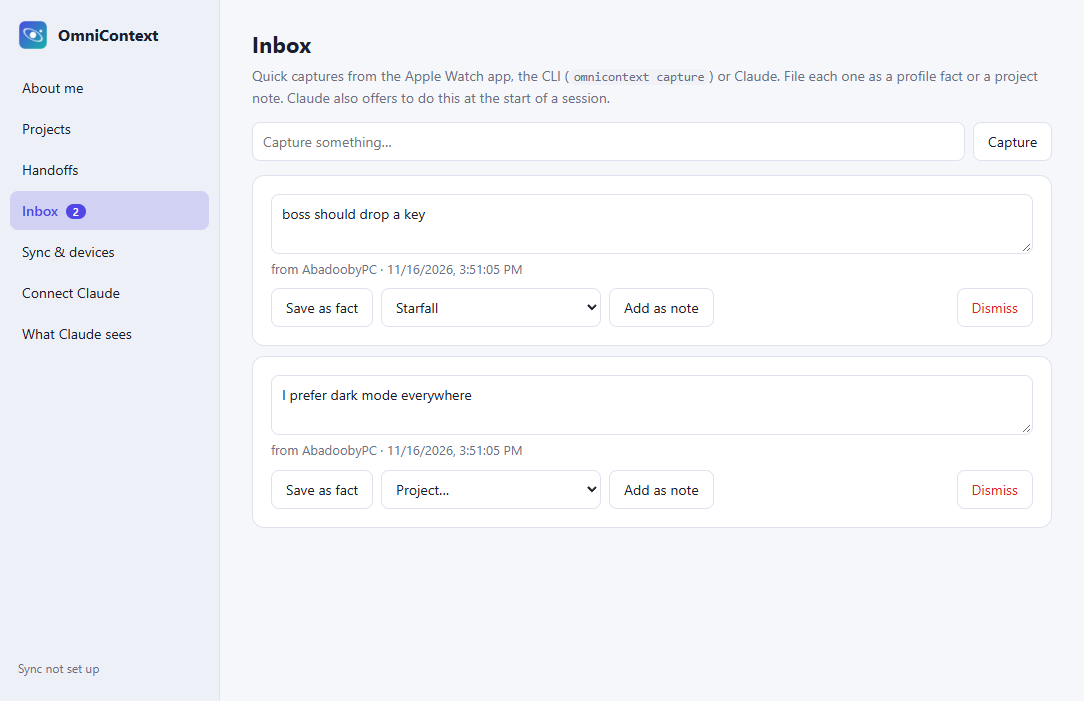 OmniContext
About me
Projects
Handoffs
Inbox 2
Sync & devices
Connect Claude
What Claude sees
Sync not set up
Inbox
Quick captures from the Apple Watch app, the CLI ( omnicontext capture ) or Claude. File each one as a profile fact or a project
note. Claude also offers to do this at the start of a session.
Capture something...
Capture
boss should drop a key
from AbadoobyPC · 11/16/2026, 3:51:05 PM
Save as fact
Starfall
Add as note
Dismiss
I prefer dark mode everywhere
from AbadoobyPC · 11/16/2026, 3:51:05 PM
Save as fact
Project...
Add as note
Dismiss